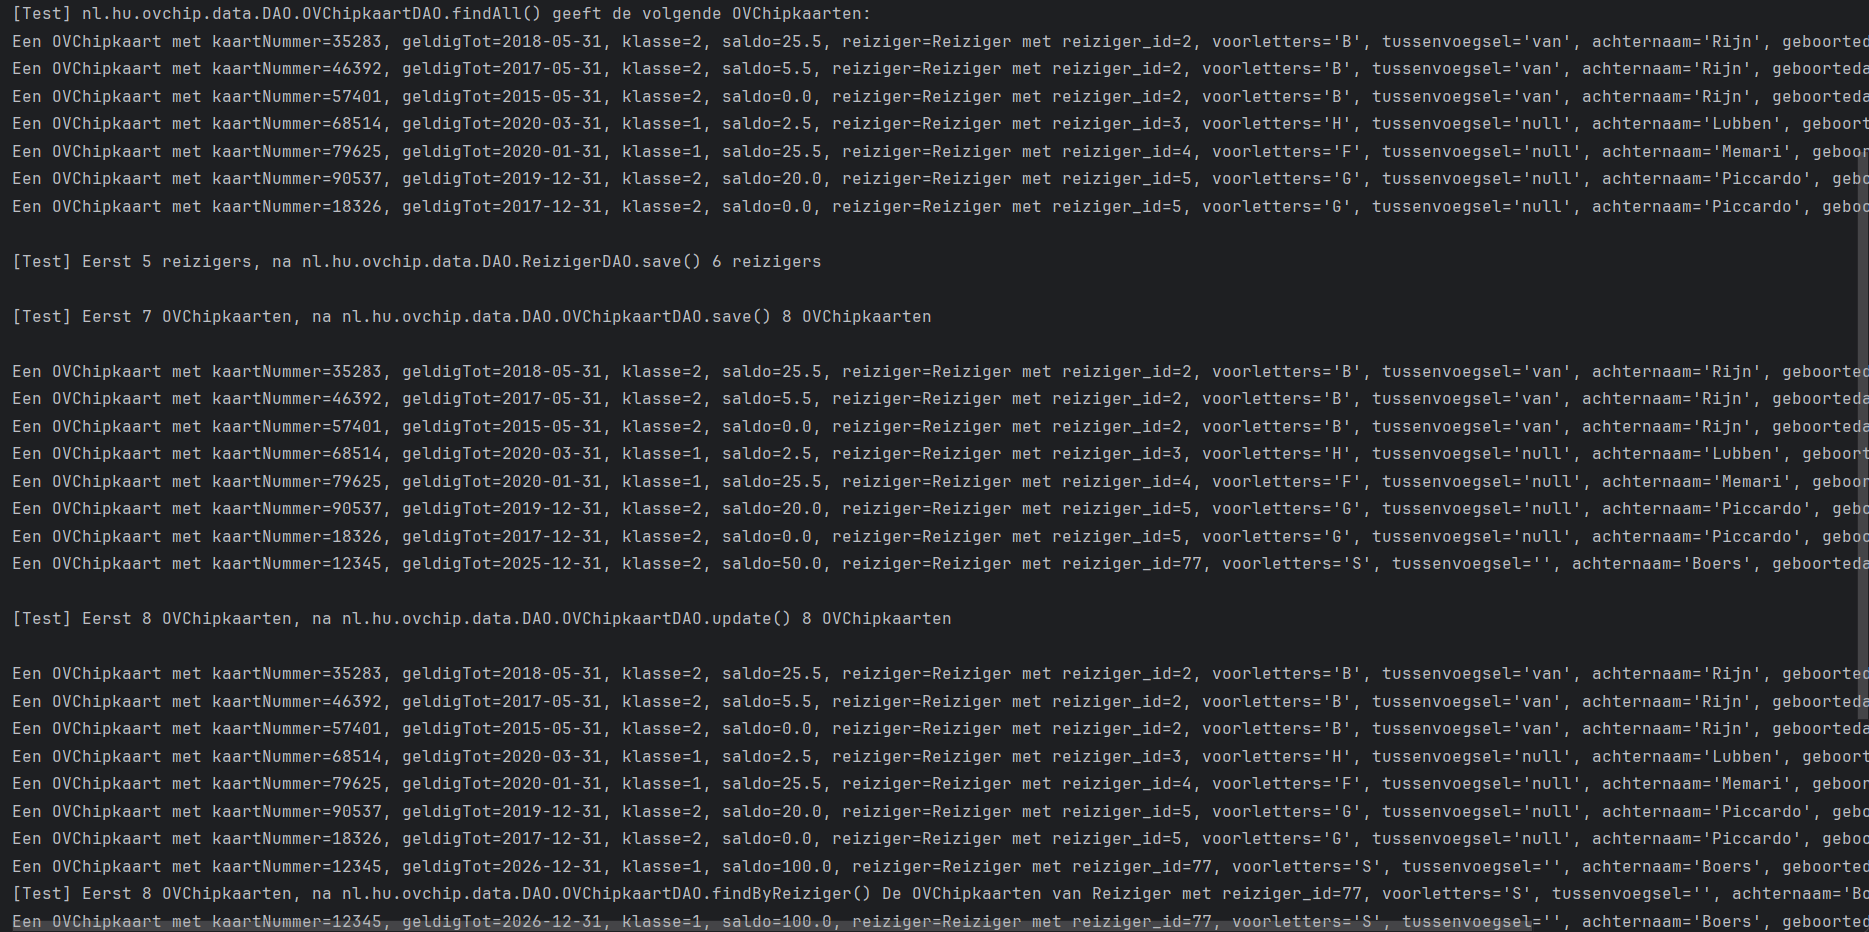 [Test] nl.hu.ovchip.data.DAO.OVChipkaartDAO.findAll() geeft de volgende OVChipkaarten:
Een OVChipkaart met kaartNummer=35283, geldigTot=2018-05-31, klasse=2, saldo=25.5, reiziger=Reiziger met reiziger_id=2, voorletters='B', tussenvoegsel='van', achternaam='Rijn', geboorted
Een OVChipkaart met kaartNummer=46392, geldigTot=2017-05-31, klasse=2, saldo=5.5, reiziger=Reiziger met reiziger_id=2, voorletters='B', tussenvoegsel='van', achternaam='Rijn', geboorteda
Een OVChipkaart met kaartNummer=57401, geldigTot=2015-05-31, klasse=2, saldo=0.0, reiziger=Reiziger met reiziger_id=2, voorletters='B', tussenvoegsel='van', achternaam='Rijn', geboorteda
Een OVChipkaart met kaartNummer=68514, geldigTot=2020-03-31, klasse=1, saldo=2.5, reiziger=Reiziger met reiziger_id=3, voorletters='H', tussenvoegsel='null', achternaam='Lubben', geboort
Een OVChipkaart met kaartNummer=79625, geldigTot=2020-01-31, klasse=1, saldo=25.5, reiziger=Reiziger met reiziger_id=4, voorletters='F', tussenvoegsel='null', achternaam='Memari', geboor
Een OVChipkaart met kaartNummer=90537, geldigTot=2019-12-31, klasse=2, saldo=20.0, reiziger=Reiziger met reiziger_id=5, voorletters='G', tussenvoegsel='null', achternaam='Piccardo', gebo
Een OVChipkaart met kaartNummer=18326, geldigTot=2017-12-31, klasse=2, saldo=0.0, reiziger=Reiziger met reiziger_id=5, voorletters='G', tussenvoegsel='null', achternaam='Piccardo', geboo
[Test] Eerst 5 reizigers, na nl.hu.ovchip.data.DAO.ReizigerDAO.save() 6 reizigers
[Test] Eerst 7 OVChipkaarten, na nl.hu.ovchip.data.DAO.OVChipkaartDAO.save() 8 OVChipkaarten
Een OVChipkaart met kaartNummer=35283, geldigTot=2018-05-31, klasse=2, saldo=25.5, reiziger=Reiziger met reiziger_id=2, voorletters='B', tussenvoegsel='van', achternaam='Rijn', geboorted
Een OVChipkaart met kaartNummer=46392, geldigTot=2017-05-31, klasse=2, saldo=5.5, reiziger=Reiziger met reiziger_id=2, voorletters='B', tussenvoegsel='van', achternaam='Rijn', geboorteda
Een OVChipkaart met kaartNummer=57401, geldigTot=2015-05-31, klasse=2, saldo=0.0, reiziger=Reiziger met reiziger_id=2, voorletters='B', tussenvoegsel='van', achternaam='Rijn', geboorteda
Een OVChipkaart met kaartNummer=68514, geldigTot=2020-03-31, klasse=1, saldo=2.5, reiziger=Reiziger met reiziger_id=3, voorletters='H', tussenvoegsel='null', achternaam='Lubben', geboort
Een OVChipkaart met kaartNummer=79625, geldigTot=2020-01-31, klasse=1, saldo=25.5, reiziger=Reiziger met reiziger_id=4, voorletters='F', tussenvoegsel='null', achternaam='Memari', geboor
Een OVChipkaart met kaartNummer=90537, geldigTot=2019-12-31, klasse=2, saldo=20.0, reiziger=Reiziger met reiziger_id=5, voorletters='G', tussenvoegsel='null', achternaam='Piccardo', gebo
Een OVChipkaart met kaartNummer=18326, geldigTot=2017-12-31, klasse=2, saldo=0.0, reiziger=Reiziger met reiziger_id=5, voorletters='G', tussenvoegsel='null', achternaam='Piccardo', geboo
Een OVChipkaart met kaartNummer=12345, geldigTot=2025-12-31, klasse=2, saldo=50.0, reiziger=Reiziger met reiziger_id=77, voorletters='S', tussenvoegsel='', achternaam='Boers', geboorteda
[Test] Eerst 8 OVChipkaarten, na nl.hu.ovchip.data.DAO.OVChipkaartDAO.update() 8 OVChipkaarten
Een OVChipkaart met kaartNummer=35283, geldigTot=2018-05-31, klasse=2, saldo=25.5, reiziger=Reiziger met reiziger_id=2, voorletters='B', tussenvoegsel='van', achternaam='Rijn', geboorted
Een OVChipkaart met kaartNummer=46392, geldigTot=2017-05-31, klasse=2, saldo=5.5, reiziger=Reiziger met reiziger_id=2, voorletters='B', tussenvoegsel='van', achternaam='Rijn', geboorteda
Een OVChipkaart met kaartNummer=57401, geldigTot=2015-05-31, klasse=2, saldo=0.0, reiziger=Reiziger met reiziger_id=2, voorletters='B', tussenvoegsel='van', achternaam='Rijn', geboorteda
Een OVChipkaart met kaartNummer=68514, geldigTot=2020-03-31, klasse=1, saldo=2.5, reiziger=Reiziger met reiziger_id=3, voorletters='H', tussenvoegsel='null', achternaam='Lubben', geboort
Een OVChipkaart met kaartNummer=79625, geldigTot=2020-01-31, klasse=1, saldo=25.5, reiziger=Reiziger met reiziger_id=4, voorletters='F', tussenvoegsel='null', achternaam='Memari', geboor
Een OVChipkaart met kaartNummer=90537, geldigTot=2019-12-31, klasse=2, saldo=20.0, reiziger=Reiziger met reiziger_id=5, voorletters='G', tussenvoegsel='null', achternaam='Piccardo', gebo
Een OVChipkaart met kaartNummer=18326, geldigTot=2017-12-31, klasse=2, saldo=0.0, reiziger=Reiziger met reiziger_id=5, voorletters='G', tussenvoegsel='null', achternaam='Piccardo', geboo
Een OVChipkaart met kaartNummer=12345, geldigTot=2026-12-31, klasse=1, saldo=100.0, reiziger=Reiziger met reiziger_id=77, voorletters='S', tussenvoegsel='', achternaam='Boers', geboorted
[Test] Eerst 8 OVChipkaarten, na nl.hu.ovchip.data.DAO.OVChipkaartDAO.findByReiziger() De OVChipkaarten van Reiziger met reiziger_id=77, voorletters='S', tussenvoegsel='', achternaam='Bo
Een OVChipkaart met kaartNummer=12345, geldigTot=2026-12-31, klasse=1, saldo=100.0, reiziger=Reiziger met reiziger_id=77, voorletters='S', tussenvoegsel='', achternaam='Boers', geboorted